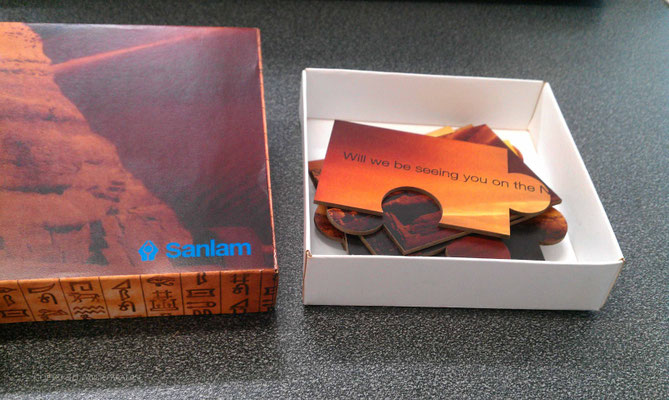 Sanlam
Will we be seeing you on the N